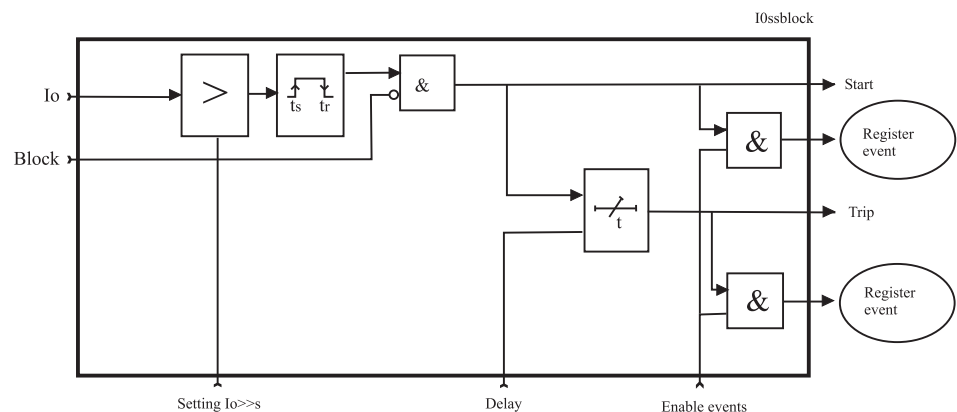 I0ssblock
>
ts tr
&
Io
Start
Block
&
Register
event
t
Trip
&
Register
event
Setting Io>>s
Delay
Enable events